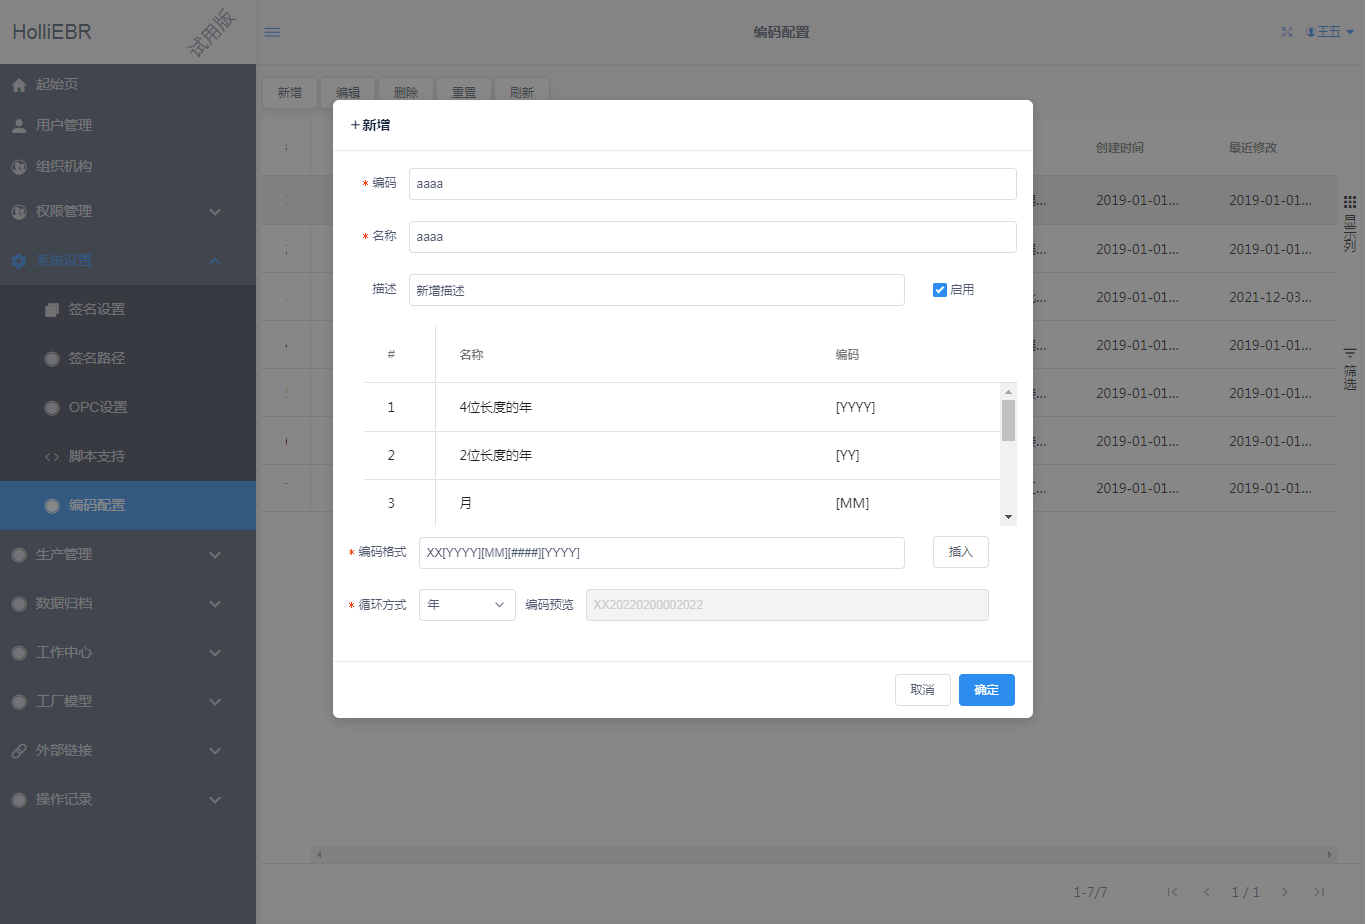 HolliEBR
试用版
编码配置
王五
起始页
用户管理
组织机构
权限管理
系统设置
签名设置
签名路径
OPC设置
脚本支持
编码配置
生产管理
数据归档
工作中心
工厂模型
外部链接
操作记录
新增 编辑 删除 重置 刷新
创建时间 最近修改
2019-01-01... 2019-01-01...
2019-01-01... 2019-01-01...
2019-01-01... 2021-12-03...
2019-01-01... 2019-01-01...
2019-01-01... 2019-01-01...
2019-01-01... 2019-01-01...
2019-01-01... 2019-01-01...
显示列
筛选
+新增
* 编码 aaaa
* 名称 aaaa
描述 新增描述 启用
# 名称 编码
1 4位长度的年 [YYYY]
2 2位长度的年 [YY]
3 月 [MM]
* 编码格式 XX[YYYY][MM][####][YYYY] 插入
* 循环方式 年 编码预览 XX20220200002022
取消 确定
1-7/7 1 / 1